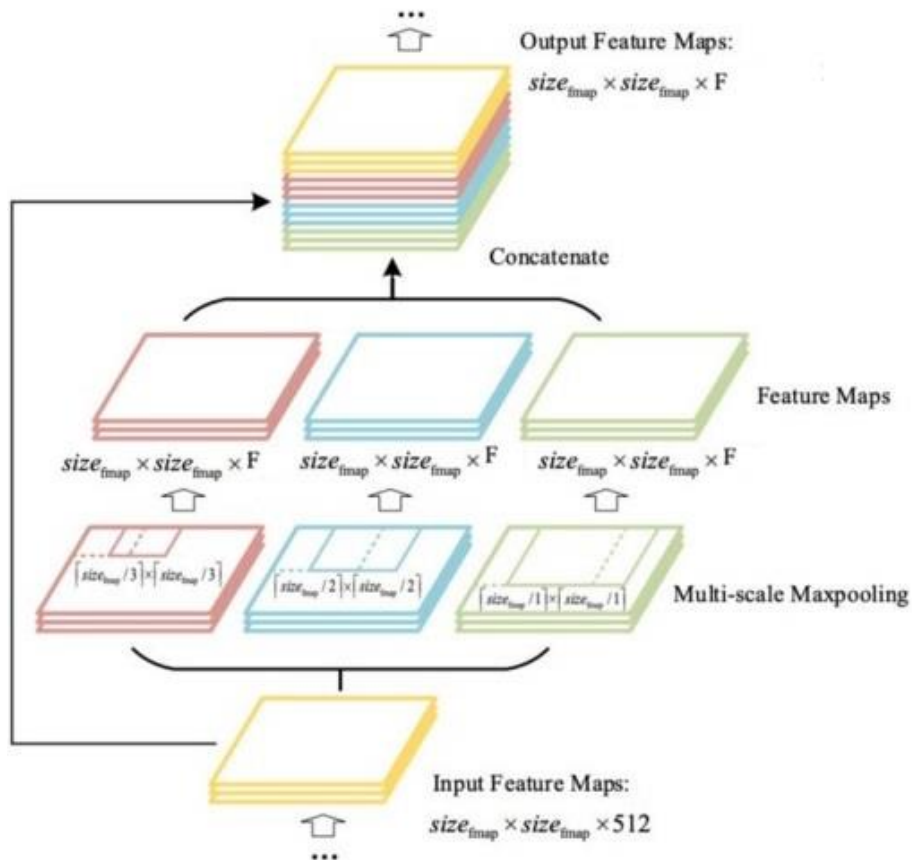 ...
Output Feature Maps:
size_fmap × size_fmap × F
Concatenate
Feature Maps
size_fmap × size_fmap × F
size_fmap × size_fmap × F
size_fmap × size_fmap × F
⌈size_fmap/3⌉×⌈size_fmap/3⌉
⌈size_fmap/2⌉×⌈size_fmap/2⌉
⌈size_fmap/1⌉×⌈size_fmap/1⌉
Multi-scale Maxpooling
Input Feature Maps:
size_fmap × size_fmap × 512
...